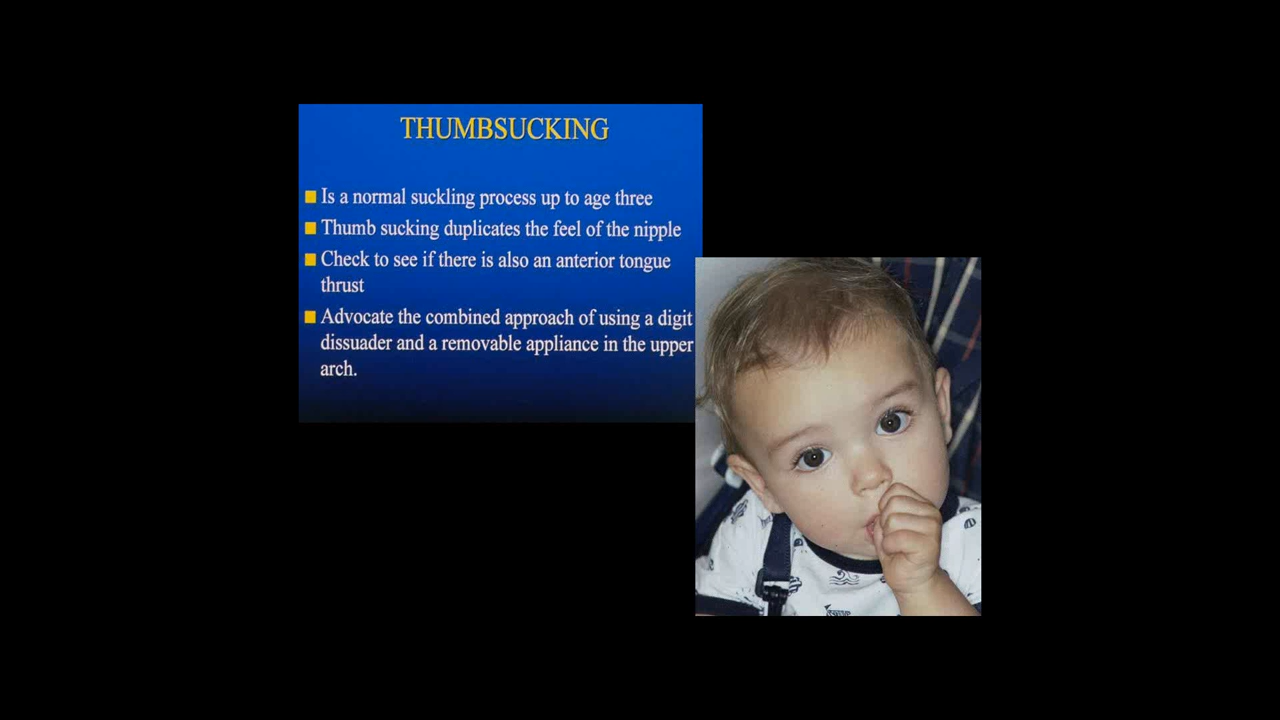 THUMBSUCKING
Is a normal suckling process up to age three
Thumb sucking duplicates the feel of the nipple
Check to see if there is also an anterior tongue
thrust
Advocate the combined approach of using a digit
dissuader and a removable appliance in the upper
arch.